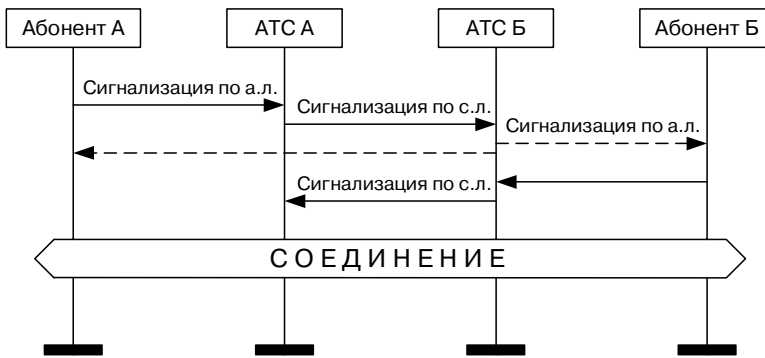 Абонент А
АТС А
АТС Б
Абонент Б
Сигнализация по а.л.
Сигнализация по с.л.
Сигнализация по а.л.
Сигнализация по с.л.
СОЕДИНЕНИЕ